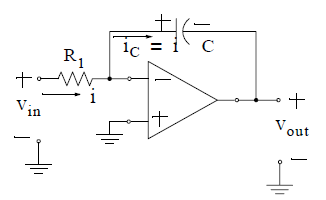 + −
i_C = i C
R_1
+ i − +
V_in + V_out
− −